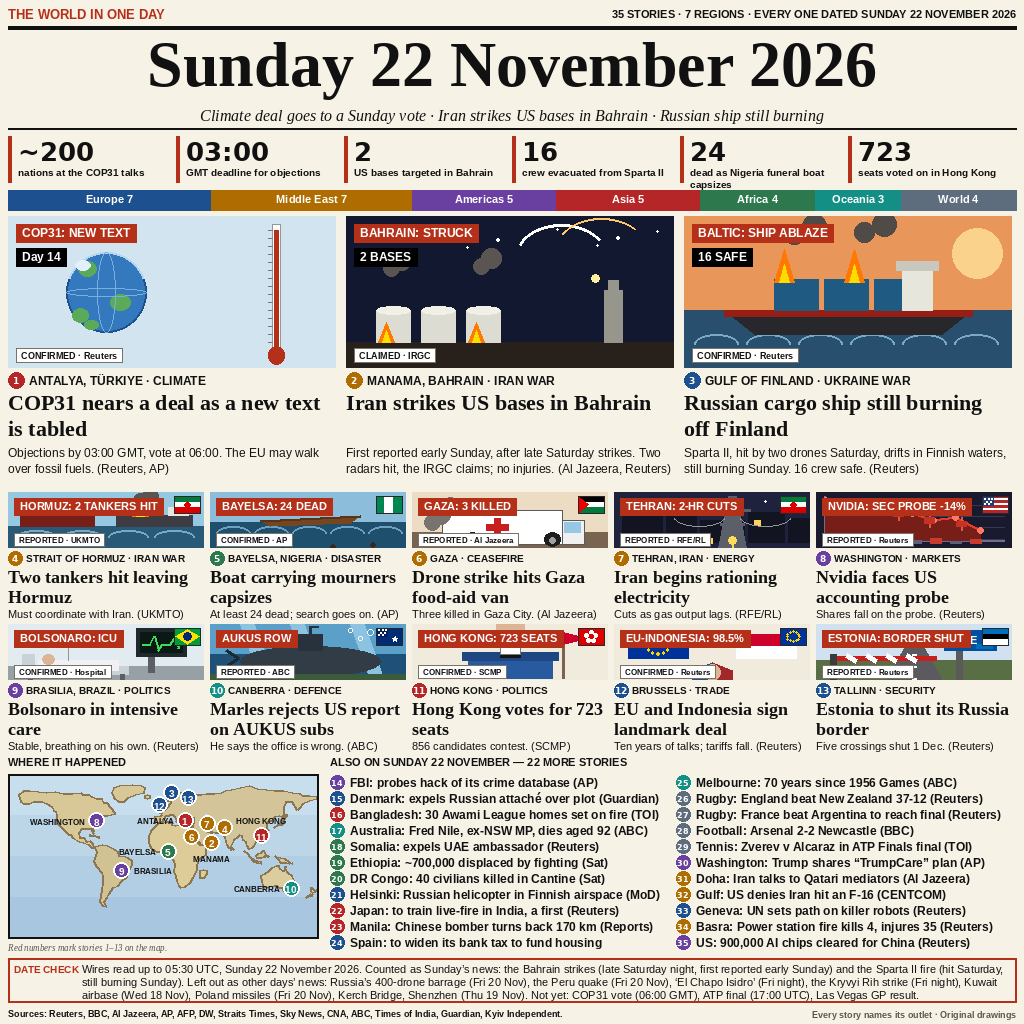 THE WORLD IN ONE DAY
35 STORIES · 7 REGIONS · EVERY ONE DATED SUNDAY 22 NOVEMBER 2026
Sunday 22 November 2026
Climate deal goes to a Sunday vote · Iran strikes US bases in Bahrain · Russian ship still burning
~200
nations at the COP31 talks
03:00
GMT deadline for objections
2
US bases targeted in Bahrain
16
crew evacuated from Sparta II
24
dead as Nigeria funeral boat
capsizes
723
seats voted on in Hong Kong
Europe 7
Middle East 7
Americas 5
Asia 5
Africa 4
Oceania 3
World 4
COP31: NEW TEXT
Day 14
CONFIRMED · Reuters
1 ANTALYA, TÜRKIYE · CLIMATE
COP31 nears a deal as a new text
is tabled
Objections by 03:00 GMT, vote at 06:00. The EU may walk
over fossil fuels. (Reuters, AP)
BAHRAIN: STRUCK
2 BASES
CLAIMED · IRGC
2 MANAMA, BAHRAIN · IRAN WAR
Iran strikes US bases in Bahrain
First reported early Sunday, after late Saturday strikes. Two
radars hit, the IRGC claims; no injuries. (Al Jazeera, Reuters)
BALTIC: SHIP ABLAZE
16 SAFE
CONFIRMED · Reuters
3 GULF OF FINLAND · UKRAINE WAR
Russian cargo ship still burning
off Finland
Sparta II, hit by two drones Saturday, drifts in Finnish waters,
still burning Sunday. 16 crew safe. (Reuters)
HORMUZ: 2 TANKERS HIT
REPORTED · UKMTO
4 STRAIT OF HORMUZ · IRAN WAR
Two tankers hit leaving
Hormuz
Must coordinate with Iran. (UKMTO)
BAYELSA: 24 DEAD
CONFIRMED · AP
5 BAYELSA, NIGERIA · DISASTER
Boat carrying mourners
capsizes
At least 24 dead; search goes on. (AP)
GAZA: 3 KILLED
REPORTED · Al Jazeera
6 GAZA · CEASEFIRE
Drone strike hits Gaza
food-aid van
Three killed in Gaza City. (Al Jazeera)
TEHRAN: 2-HR CUTS
REPORTED · RFE/RL
7 TEHRAN, IRAN · ENERGY
Iran begins rationing
electricity
Cuts as gas output lags. (RFE/RL)
NVIDIA: SEC PROBE -14%
REPORTED · Reuters
8 WASHINGTON · MARKETS
Nvidia faces US
accounting probe
Shares fall on the probe. (Reuters)
BOLSONARO: ICU
CONFIRMED · Hospital
9 BRASILIA, BRAZIL · POLITICS
Bolsonaro in intensive
care
Stable, breathing on his own. (Reuters)
AUKUS ROW
REPORTED · ABC
10 CANBERRA · DEFENCE
Marles rejects US report
on AUKUS subs
He says the office is wrong. (ABC)
HONG KONG: 723 SEATS
CONFIRMED · SCMP
11 HONG KONG · POLITICS
Hong Kong votes for 723
seats
856 candidates contest. (SCMP)
EU-INDONESIA: 98.5%
CONFIRMED · Reuters
12 BRUSSELS · TRADE
EU and Indonesia sign
landmark deal
Ten years of talks; tariffs fall. (Reuters)
ESTONIA: BORDER SHUT
REPORTED · Reuters
13 TALLINN · SECURITY
Estonia to shut its Russia
border
Five crossings shut 1 Dec. (Reuters)
WHERE IT HAPPENED
3
12
13
WASHINGTON 8
ANTALYA 1
7
4
HONG KONG
6
2
11
BAYELSA 5
MANAMA
9 BRASILIA
CANBERRA 10
Red numbers mark stories 1–13 on the map.
ALSO ON SUNDAY 22 NOVEMBER — 22 MORE STORIES
14 FBI: probes hack of its crime database (AP)
15 Denmark: expels Russian attaché over plot (Guardian)
16 Bangladesh: 30 Awami League homes set on fire (TOI)
17 Australia: Fred Nile, ex-NSW MP, dies aged 92 (ABC)
18 Somalia: expels UAE ambassador (Reuters)
19 Ethiopia: ~700,000 displaced by fighting (Sat)
20 DR Congo: 40 civilians killed in Cantine (Sat)
21 Helsinki: Russian helicopter in Finnish airspace (MoD)
22 Japan: to train live-fire in India, a first (Reuters)
23 Manila: Chinese bomber turns back 170 km (Reports)
24 Spain: to widen its bank tax to fund housing
25 Melbourne: 70 years since 1956 Games (ABC)
26 Rugby: England beat New Zealand 37-12 (Reuters)
27 Rugby: France beat Argentina to reach final (Reuters)
28 Football: Arsenal 2-2 Newcastle (BBC)
29 Tennis: Zverev v Alcaraz in ATP Finals final (TOI)
30 Washington: Trump shares “TrumpCare” plan (AP)
31 Doha: Iran talks to Qatari mediators (Al Jazeera)
32 Gulf: US denies Iran hit an F-16 (CENTCOM)
33 Geneva: UN sets path on killer robots (Reuters)
34 Basra: Power station fire kills 4, injures 35 (Reuters)
35 US: 900,000 AI chips cleared for China (Reuters)
DATE CHECK Wires read up to 05:30 UTC, Sunday 22 November 2026. Counted as Sunday's news: the Bahrain strikes (late Saturday night, first reported early Sunday) and the Sparta II fire (hit Saturday,
still burning Sunday). Left out as other days' news: Russia's 400-drone barrage (Fri 20 Nov), the Peru quake (Fri 20 Nov), 'El Chapo Isidro' (Fri night), the Kryvyi Rih strike (Fri night), Kuwait
airbase (Wed 18 Nov), Poland missiles (Fri 20 Nov), Kerch Bridge, Shenzhen (Thu 19 Nov). Not yet: COP31 vote (06:00 GMT), ATP final (17:00 UTC), Las Vegas GP result.
Sources: Reuters, BBC, Al Jazeera, AP, AFP, DW, Straits Times, Sky News, CNA, ABC, Times of India, Guardian, Kyiv Independent.
Every story names its outlet · Original drawings